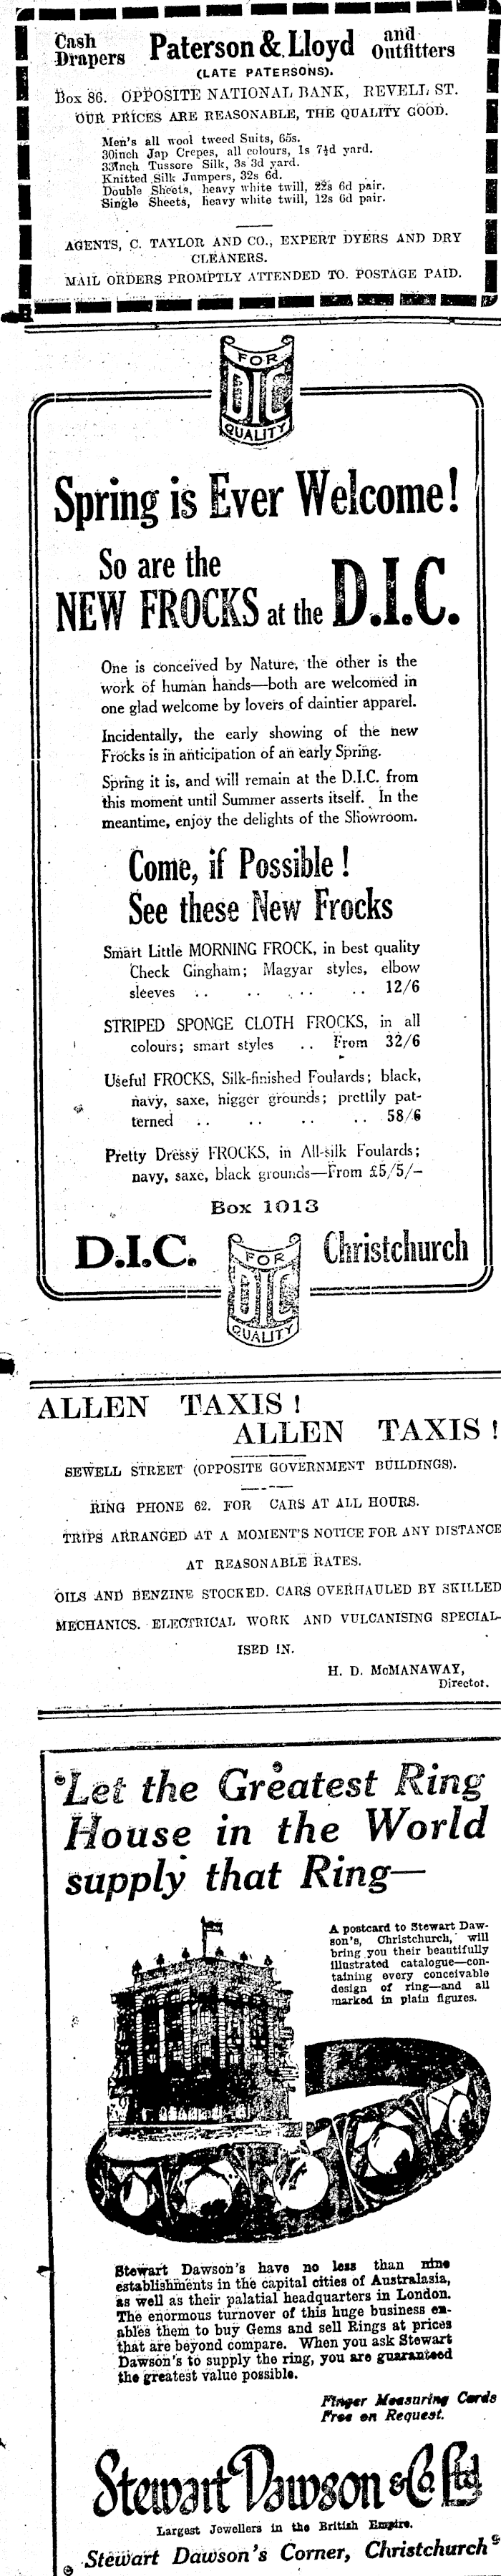 Cash Drapers Paterson & Lloyd and Outfitters
(LATE PATERSONS).
Box 86. OPPOSITE NATIONAL BANK, REVELL ST.
OUR PRICES ARE REASONABLE, THE QUALITY GOOD.
Men's all wool tweed Suits, 65s.
30inch Jap Crepes, all colours, 1s 7½d yard.
33inch Tussore Silk, 3s 3d yard.
Knitted Silk Jumpers, 32s 6d.
Double Sheets, heavy white twill, 22s 6d pair.
Single Sheets, heavy white twill, 12s 6d pair.
AGENTS, C. TAYLOR AND CO., EXPERT DYERS AND DRY
CLEANERS.
MAIL ORDERS PROMPTLY ATTENDED TO. POSTAGE PAID.
FOR
DIC
QUALITY
Spring is Ever Welcome!
So are the
NEW FROCKS at the D.I.C.
One is conceived by Nature, the other is the
work of human hands—both are welcomed in
one glad welcome by lovers of daintier apparel.
Incidentally, the early showing of the new
Frocks is in anticipation of an early Spring.
Spring it is, and will remain at the D.I.C. from
this moment until Summer asserts itself. In the
meantime, enjoy the delights of the Showroom.
Come, if Possible!
See these New Frocks
Smart Little MORNING FROCK, in best quality
Check Gingham; Magyar styles, elbow
sleeves .. .. .. .. 12/6
STRIPED SPONGE CLOTH FROCKS, in all
colours; smart styles .. From 32/6
Useful FROCKS, Silk-finished Foulards; black,
navy, saxe, nigger grounds; prettily pat-
terned .. .. .. .. 58/6
Pretty Dressy FROCKS, in All-silk Foulards;
navy, saxe, black grounds—From £5/5/-
Box 1013
D.I.C. Christchurch
FOR
DIC
QUALITY
ALLEN TAXIS!
ALLEN TAXIS!
SEWELL STREET (OPPOSITE GOVERNMENT BUILDINGS).
RING PHONE 62. FOR CARS AT ALL HOURS.
TRIPS ARRANGED AT A MOMENT'S NOTICE FOR ANY DISTANCE
AT REASONABLE RATES.
OILS AND BENZINE STOCKED. CARS OVERHAULED BY SKILLED
MECHANICS. ELECTRICAL WORK AND VULCANISING SPECIAL-
ISED IN.
H. D. McMANAWAY,
Director.
Let the Greatest Ring
House in the World
supply that Ring—
A postcard to Stewart Daw-
son's, Christchurch, will
bring you their beautifully
illustrated catalogue—con-
taining every conceivable
design of ring—and all
marked in plain figures.
Stewart Dawson's have no less than nine
establishments in the capital cities of Australasia,
as well as their palatial headquarters in London.
The enormous turnover of this huge business en-
ables them to buy Gems and sell Rings at prices
that are beyond compare. When you ask Stewart
Dawson's to supply the ring, you are guaranteed
the greatest value possible.
Finger Measuring Cards
Free on Request.
Stewart Dawson & Co Ltd
Largest Jewellers in the British Empire.
Stewart Dawson's Corner, Christchurch